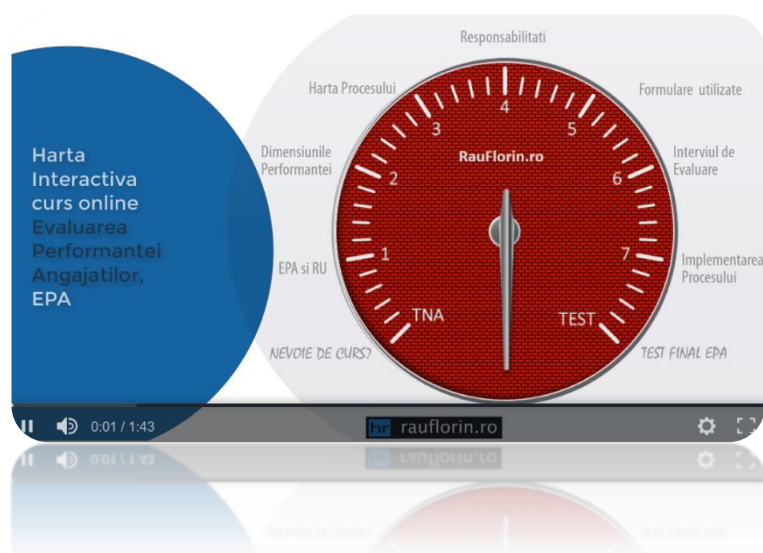 Harta
Interactiva
curs online
Evaluarea
Performantei
Angajatilor,
EPA
Responsabilitati
Harta Procesului
Formulare utilizate
Dimensiunile
Performantei
Interviul de
Evaluare
EPA si RU
Implementarea
Procesului
NEVOIE DE CURS?
TEST FINAL EPA
RauFlorin.ro
TNA
1
2
3
4
5
6
7
TEST
0:01 / 1:43
hr rauflorin.ro